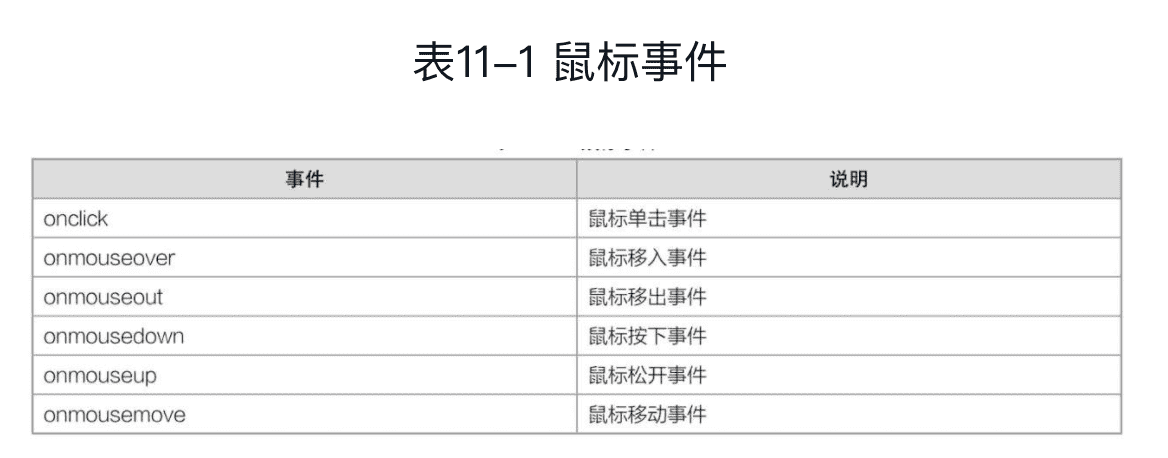 表11-1 鼠标事件
事件 说明
onclick 鼠标单击事件
onmouseover 鼠标移入事件
onmouseout 鼠标移出事件
onmousedown 鼠标按下事件
onmouseup 鼠标松开事件
onmousemove 鼠标移动事件